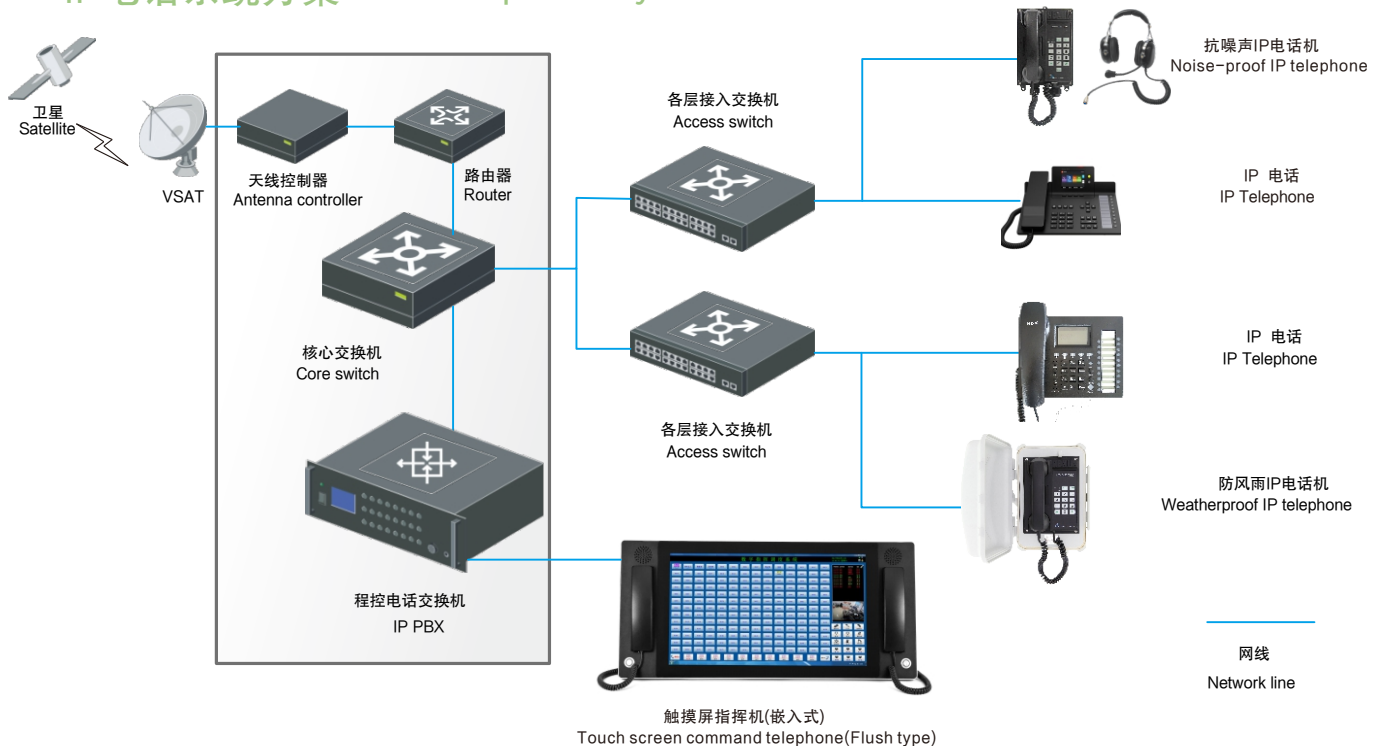 卫星
Satellite
VSAT
天线控制器
Antenna controller
路由器
Router
核心交换机
Core switch
程控电话交换机
IP PBX
各层接入交换机
Access switch
各层接入交换机
Access switch
抗噪声IP电话机
Noise-proof IP telephone
IP 电话
IP Telephone
IP 电话
IP Telephone
防风雨IP电话机
Weatherproof IP telephone
网线
Network line
触摸屏指挥机(嵌入式)
Touch screen command telephone(Flush type)